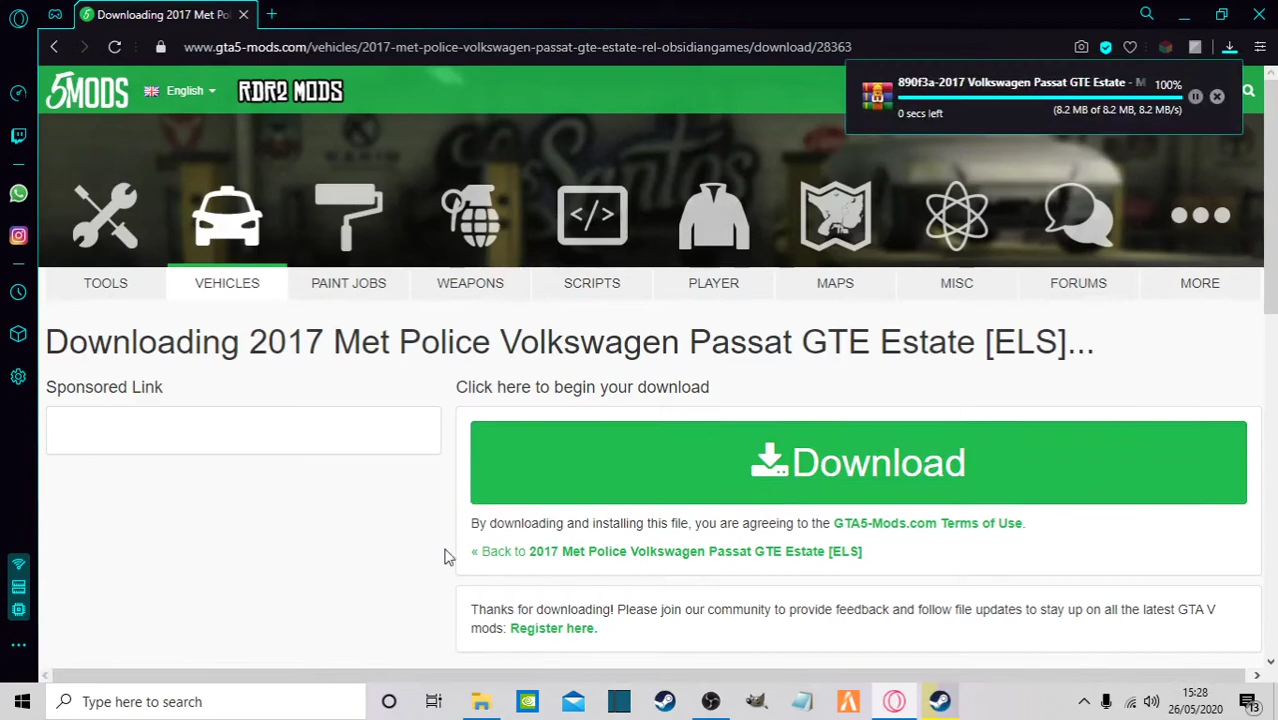 Downloading 2017 Met Pol
www.gta5-mods.com/vehicles/2017-met-police-volkswagen-passat-gte-estate-rel-obsidiangames/download/28363
5MODS
English
RDR2 MODS
890f3a-2017 Volkswagen Passat GTE Estate - M
100%
0 secs left
(8.2 MB of 8.2 MB, 8.2 MB/s)
TOOLS
VEHICLES
PAINT JOBS
WEAPONS
SCRIPTS
PLAYER
MAPS
MISC
FORUMS
MORE
Downloading 2017 Met Police Volkswagen Passat GTE Estate [ELS]...
Sponsored Link
Click here to begin your download
Download
By downloading and installing this file, you are agreeing to the GTA5-Mods.com Terms of Use.
« Back to 2017 Met Police Volkswagen Passat GTE Estate [ELS]
Thanks for downloading! Please join our community to provide feedback and follow file updates to stay up on all the latest GTA V
mods: Register here.
Type here to search
15:28
26/05/2020
13